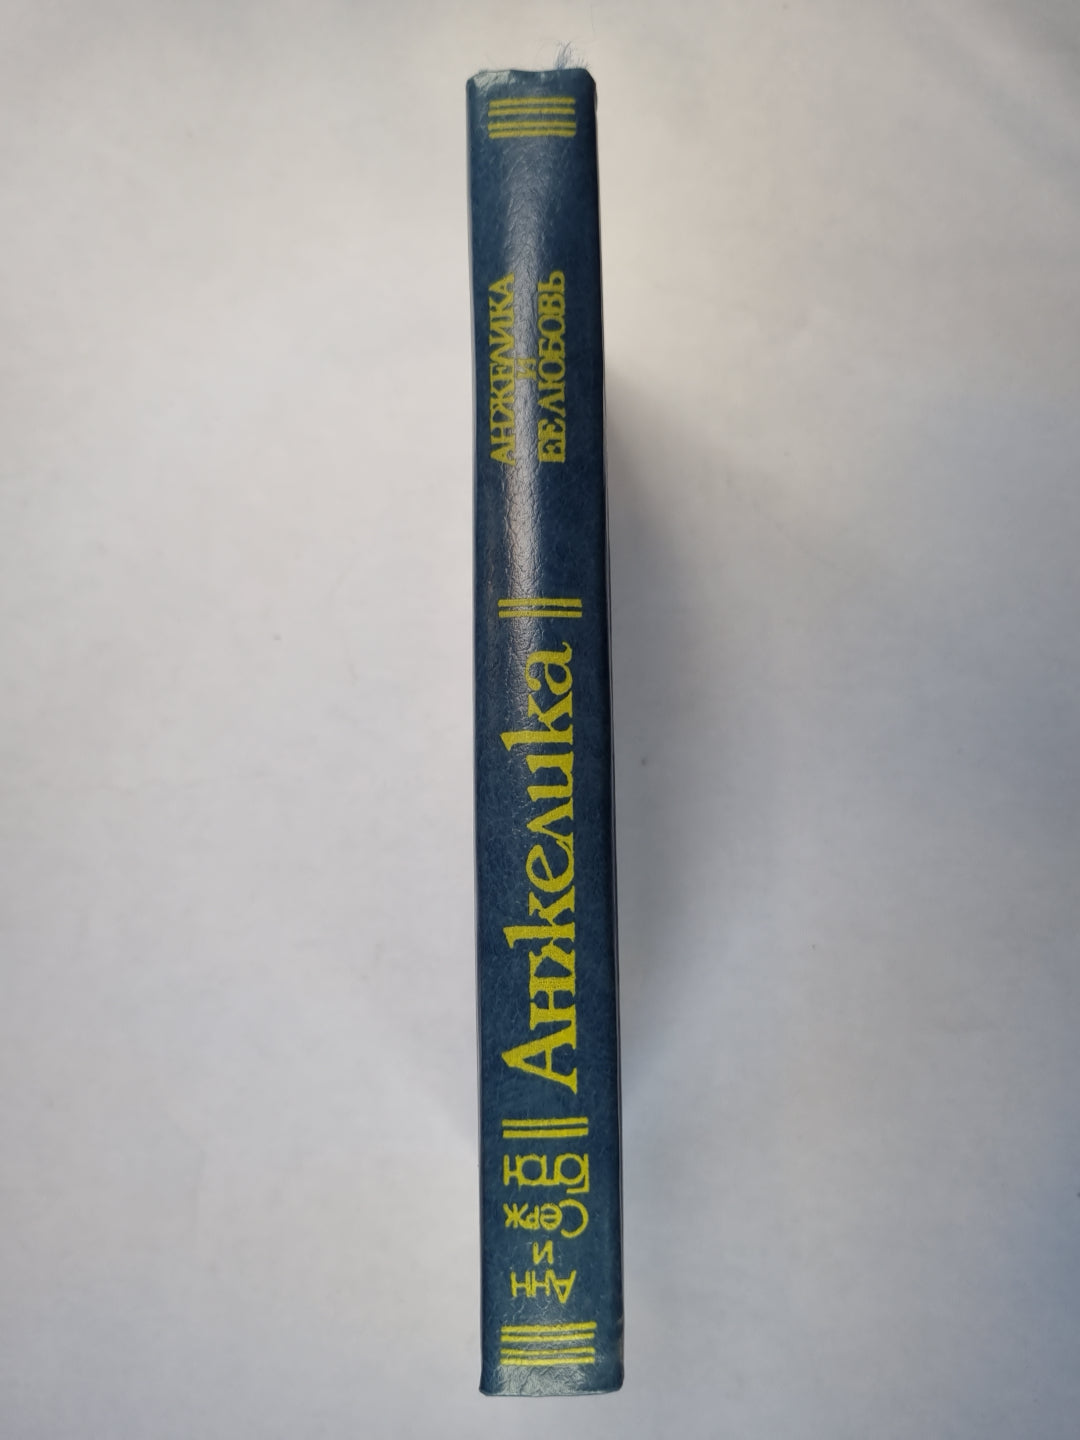 Анн
и
Серж
Голон
Анжелика
АНЖЕЛИКА
И
ЕЕ ЛЮБОВЬ